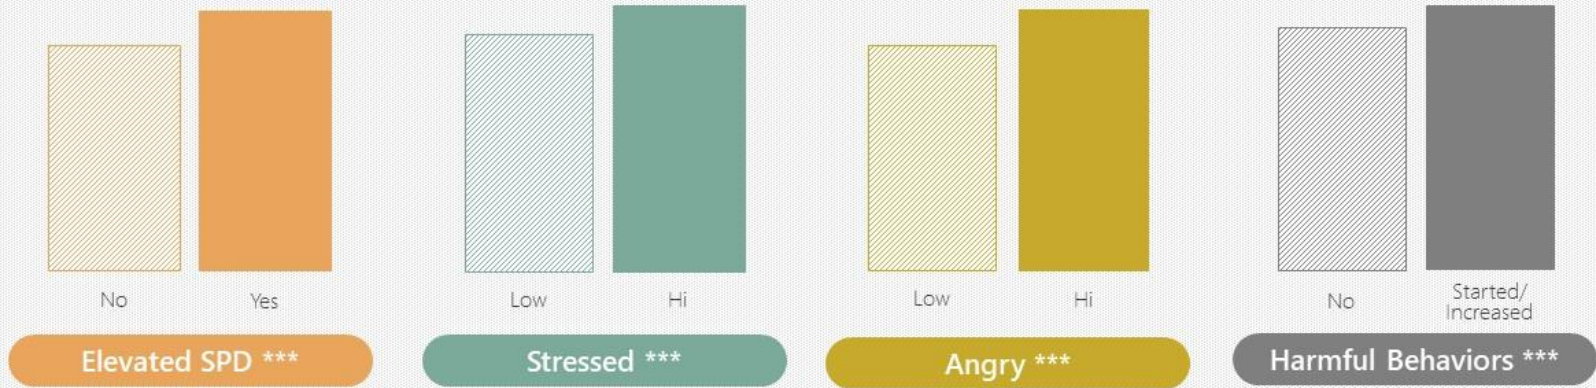 No
Yes
Low
Hi
Low
Hi
No
Started/
Increased
Elevated SPD ***
Stressed ***
Angry ***
Harmful Behaviors ***